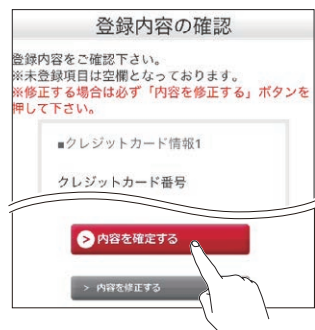 登録内容の確認
登録内容をご確認下さい。
※未登録項目は空欄となっております。
※修正する場合は必ず「内容を修正する」ボタンを
押して下さい。
■クレジットカード情報1
クレジットカード番号
> 内容を確定する
> 内容を修正する